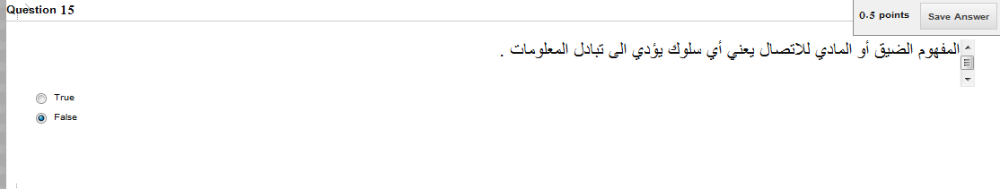 Question 15
0.5 points
Save Answer
المفهوم الضيق أو المادي للاتصال يعني أي سلوك يؤدي الى تبادل المعلومات .
True
False